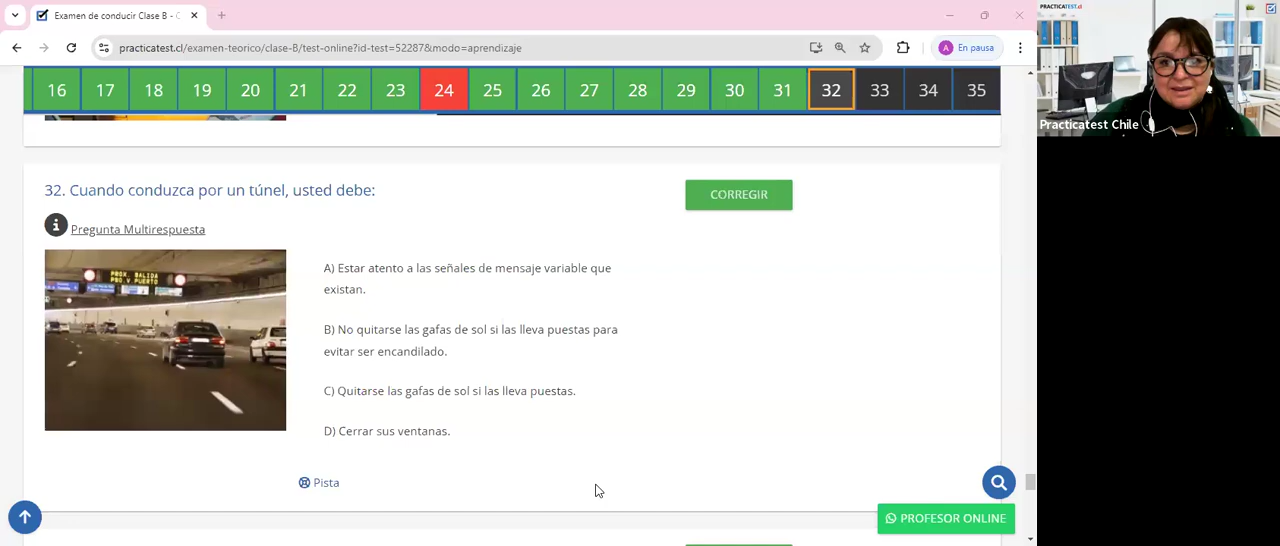 Examen de conducir Clase B - C
practicatest.cl/examen-teorico/clase-B/test-online?id-test=52287&modo=aprendizaje
A En pausa
16 17 18 19 20 21 22 23 24 25 26 27 28 29 30 31 32 33 34 35
32. Cuando conduzca por un túnel, usted debe:
CORREGIR
Pregunta Multirespuesta
PROX. SALIDA
A) Estar atento a las señales de mensaje variable que
existan.
B) No quitarse las gafas de sol si las lleva puestas para
evitar ser encandilado.
C) Quitarse las gafas de sol si las lleva puestas.
D) Cerrar sus ventanas.
Pista
PROFESOR ONLINE
PRACTICATEST.cl
Practicatest Chile